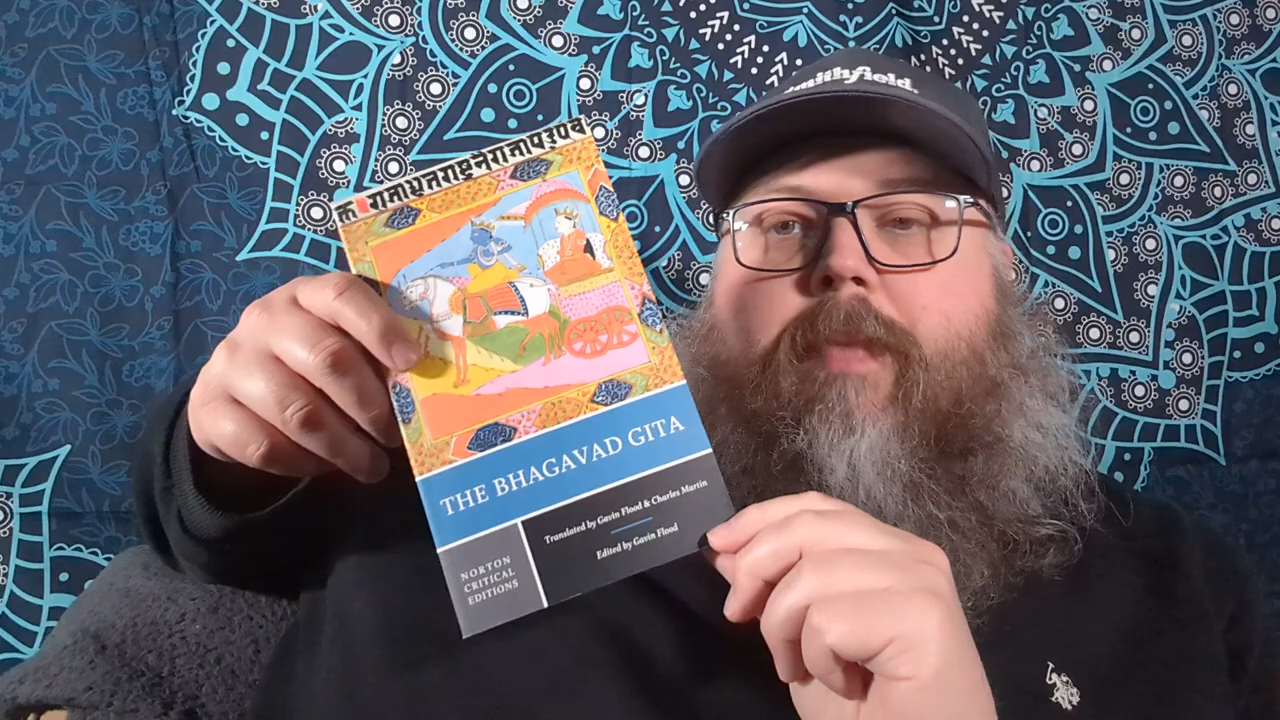 Smithfield.
THE BHAGAVAD GITA
Translated by Gavin Flood & Charles Martin
Edited by Gavin Flood
NORTON
CRITICAL
EDITIONS